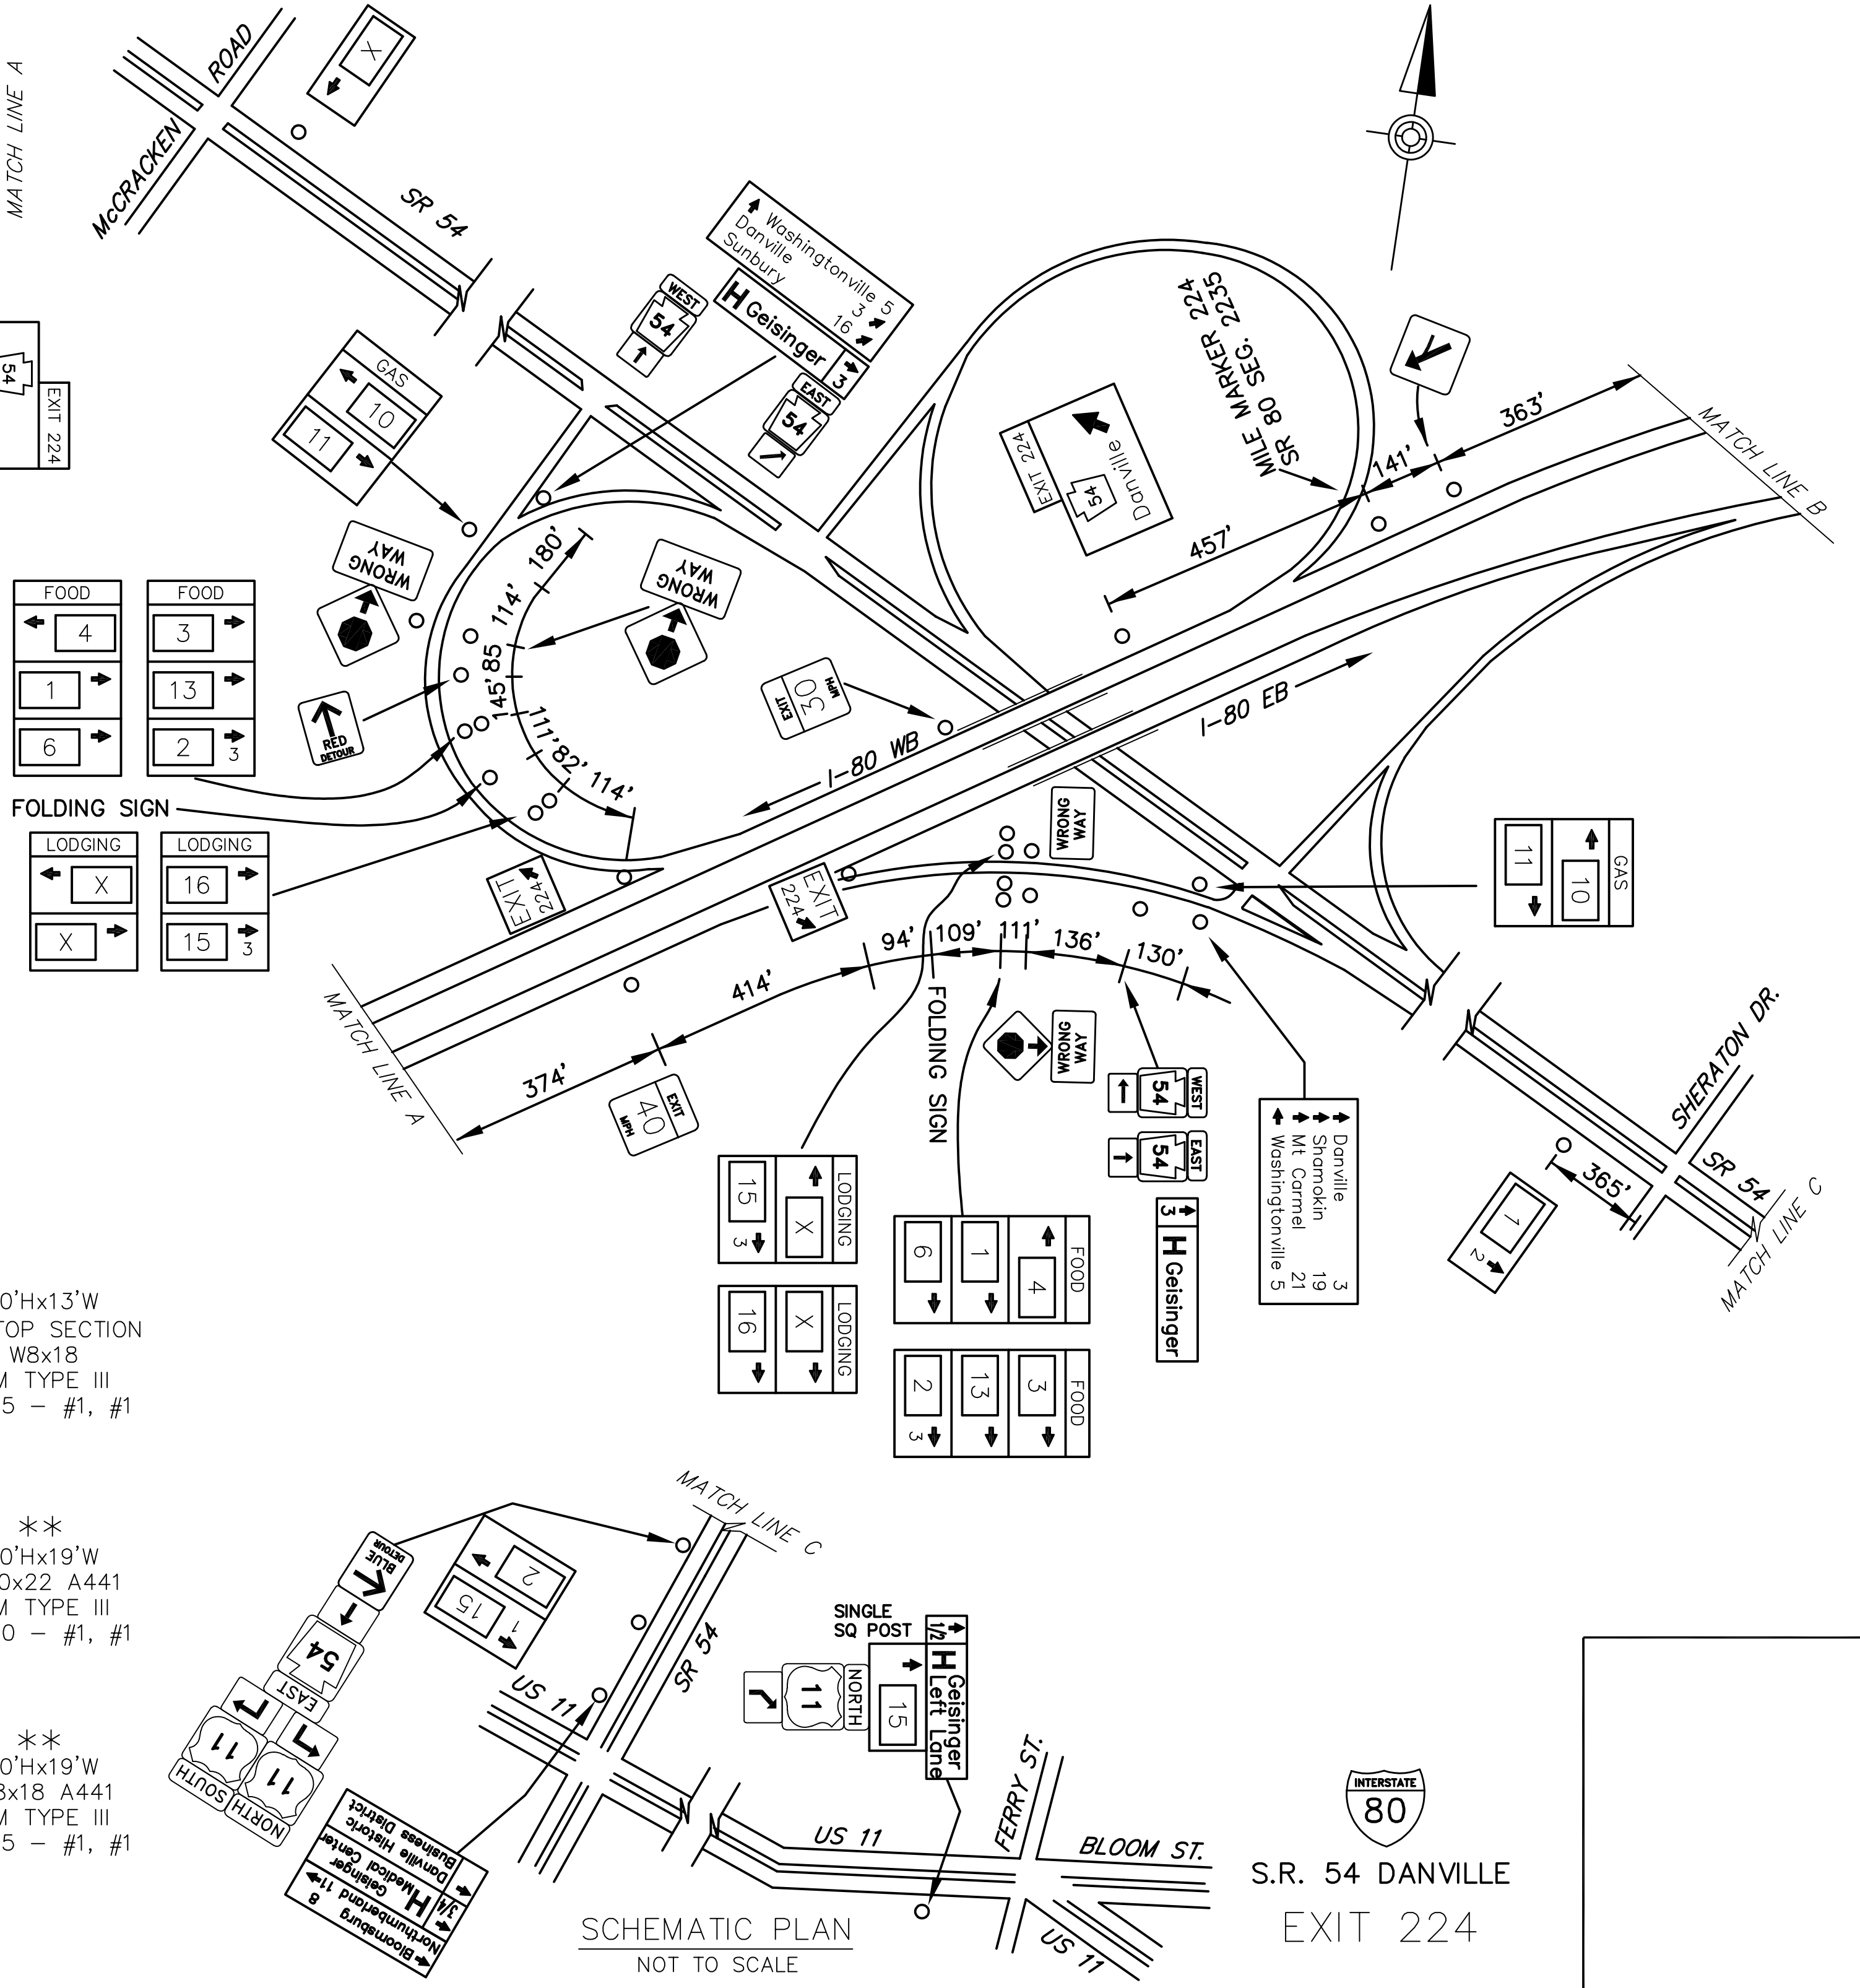 MATCH LINE A
ROAD
McCRACKEN
X
SR 54
54
EXIT 224
Washingtonville 5
Danville 3
Sunbury 16
H Geisinger 3
WEST
54
EAST
54
GAS
10
11
WRONG
WAY
WRONG
WAY
180'
114'
85
145'
111'
82'
114'
RED
DETOUR
FOOD
4
1
6
FOOD
3
13
2 3
FOLDING SIGN
LODGING
X
X
LODGING
16
15 3
EXIT
30
MPH
EXIT 224
54
Danville
MILE MARKER 224
SR 80 SEG. 2235
457'
141'
363'
MATCH LINE B
I-80 WB
I-80 EB
EXIT
224
EXIT
224
WRONG
WAY
GAS
10
11
MATCH LINE A
374'
414'
94'
109'
111'
136'
130'
EXIT
40
MPH
FOLDING SIGN
WRONG
WAY
WEST
54
EAST
54
3 H Geisinger
Danville 3
Shamokin 19
Mt Carmel 21
Washingtonville 5
LODGING
X
15 3
LODGING
X
16
FOOD
4
1
6
FOOD
3
13
2 3
SHERATON DR.
SR 54
MATCH LINE C
365'
1
2
0'Hx13'W
TOP SECTION
W8x18
M TYPE III
5 - #1, #1
**
0'Hx19'W
0x22 A441
M TYPE III
0 - #1, #1
**
0'Hx19'W
8x18 A441
M TYPE III
5 - #1, #1
MATCH LINE C
BLUE
DETOUR
54
EAST
11
SOUTH
11
NORTH
2
15 1
US 11
SR 54
Bloomsburg 8
Northumberland 11
H Geisinger
Medical Center 3/4
Danville Historic
Business District
SINGLE
SQ POST
1/2 H Geisinger
Left Lane
15
NORTH
11
US 11
FERRY ST.
BLOOM ST.
US 11
SCHEMATIC PLAN
NOT TO SCALE
INTERSTATE
80
S.R. 54 DANVILLE
EXIT 224